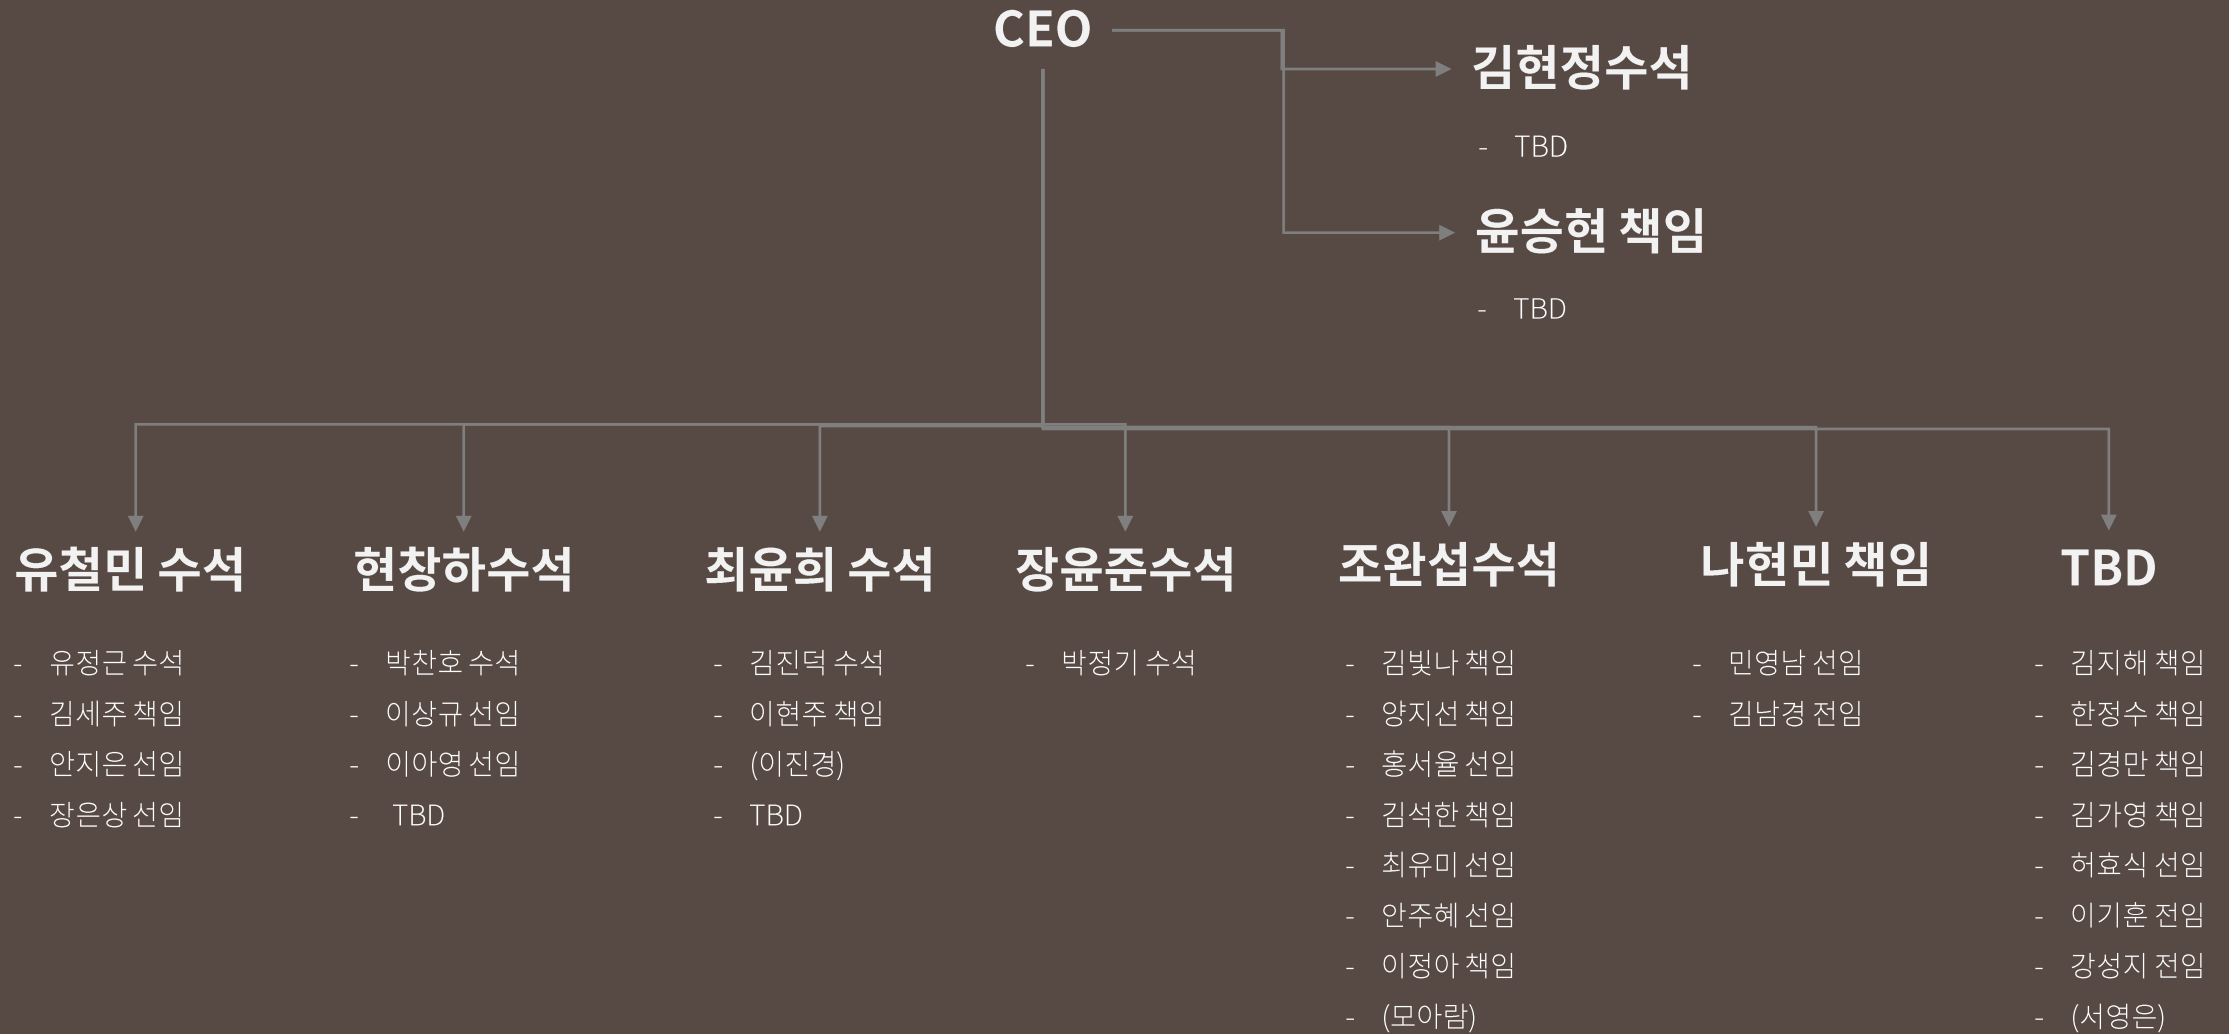 CEO
김현정수석
- TBD
윤승현 책임
- TBD
유철민 수석
- 유정근 수석
- 김세주 책임
- 안지은 선임
- 장은상 선임
현창하수석
- 박찬호 수석
- 이상규 선임
- 이아영 선임
- TBD
최윤희 수석
- 김진덕 수석
- 이현주 책임
- (이진경)
- TBD
장윤준수석
- 박정기 수석
조완섭수석
- 김빛나 책임
- 양지선 책임
- 홍서율 선임
- 김석한 책임
- 최유미 선임
- 안주혜 선임
- 이정아 책임
- (모아람)
나현민 책임
- 민영남 선임
- 김남경 전임
TBD
- 김지해 책임
- 한정수 책임
- 김경만 책임
- 김가영 책임
- 허효식 선임
- 이기훈 전임
- 강성지 전임
- (서영은)